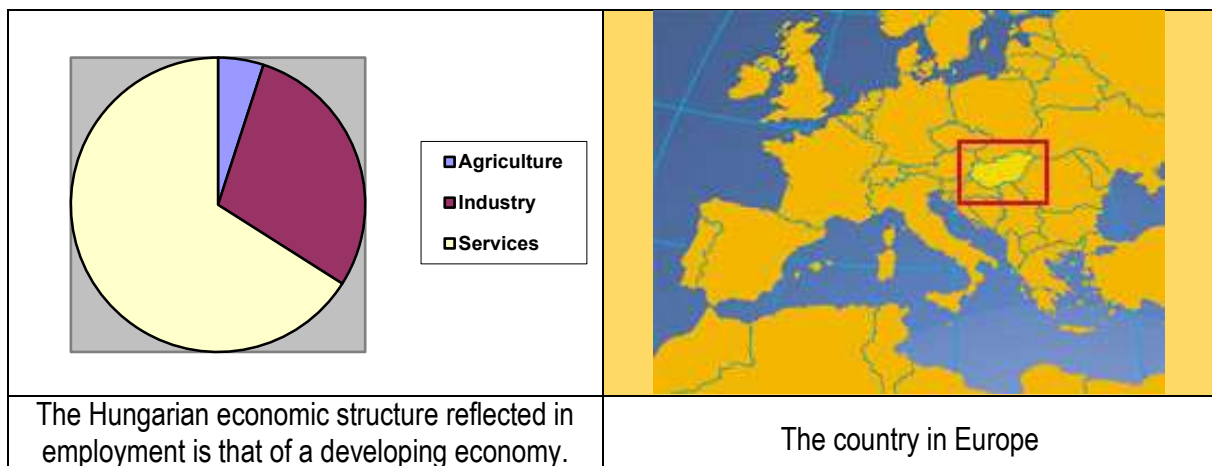 Agriculture
Industry
Services
The Hungarian economic structure reflected in
employment is that of a developing economy.
The country in Europe